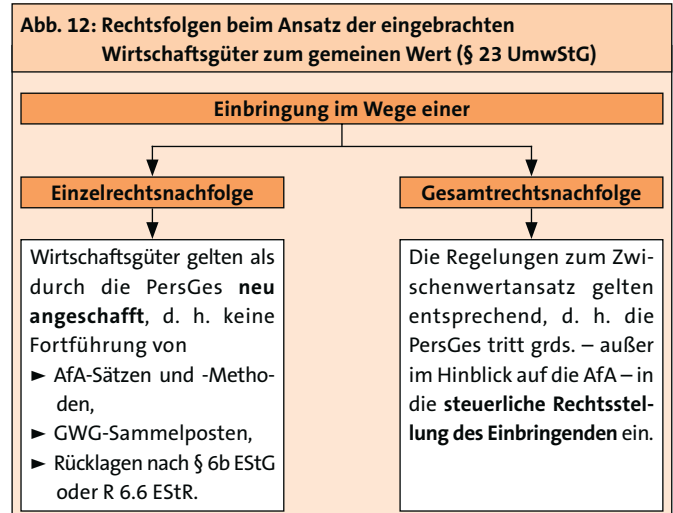 Abb. 12: Rechtsfolgen beim Ansatz der eingebrachten
Wirtschaftsgüter zum gemeinen Wert (§ 23 UmwStG)
Einbringung im Wege einer
Einzelrechtsnachfolge
Gesamtrechtsnachfolge
Wirtschaftsgüter gelten als
durch die PersGes neu
angeschafft, d. h. keine
Fortführung von
► AfA-Sätzen und -Metho-
den,
► GWG-Sammelposten,
► Rücklagen nach § 6b EStG
oder R 6.6 EStR.
Die Regelungen zum Zwi-
schenwertansatz gelten
entsprechend, d. h. die
PersGes tritt grds. – außer
im Hinblick auf die AfA – in
die steuerliche Rechtsstel-
lung des Einbringenden ein.